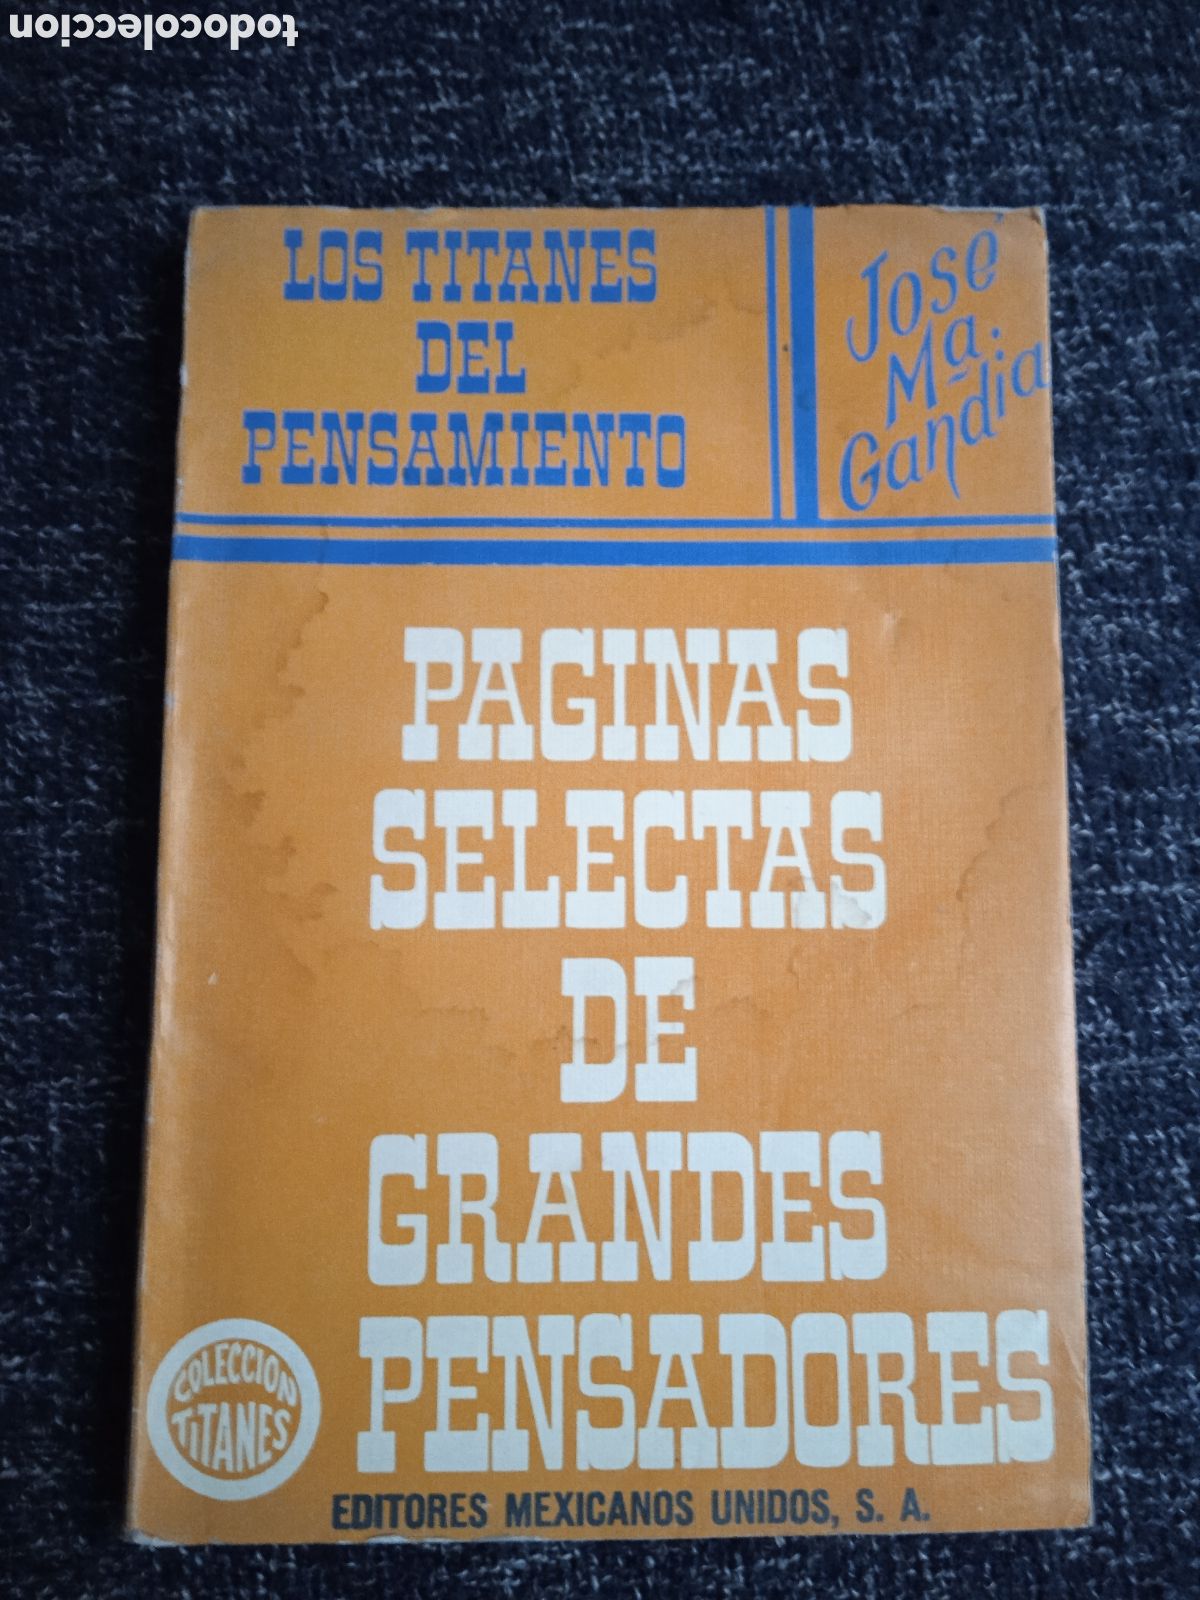 todocoleccion
LOS TITANES
DEL
PENSAMIENTO
José
Mª.
Gandia
PAGINAS
SELECTAS
DE
GRANDES
PENSADORES
COLECCION
TITANES
EDITORES MEXICANOS UNIDOS, S. A.